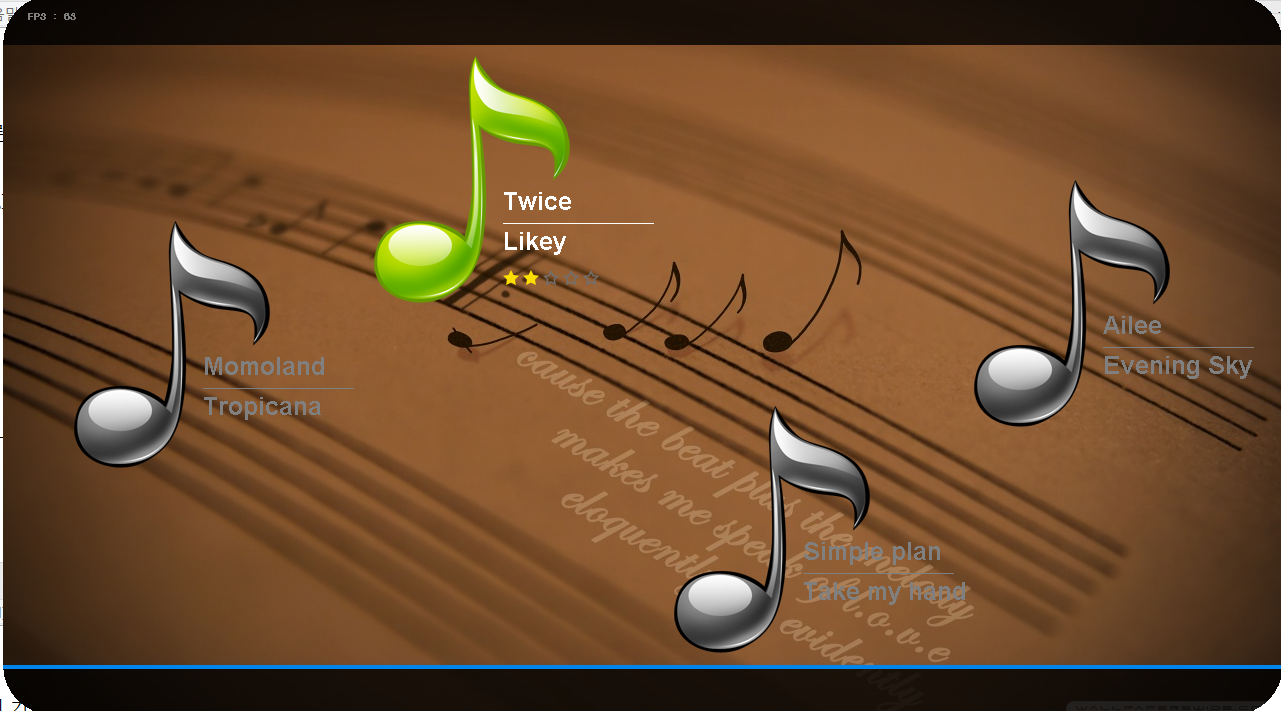 FPS : 63
Twice
Likey
Momoland
Tropicana
Ailee
Evening Sky
Simple plan
Take my hand
cause the beat plus the melody
makes me speak of l.o.v.e
eloquently
evidently